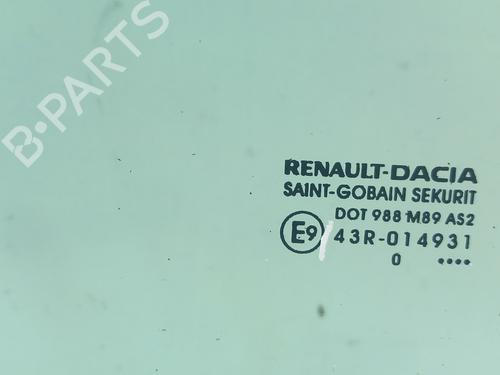 B-PARTS
RENAULT-DACIA
SAINT-GOBAIN SEKURIT
DOT 988 M89 AS2
E9 43R-014931
0 ••••